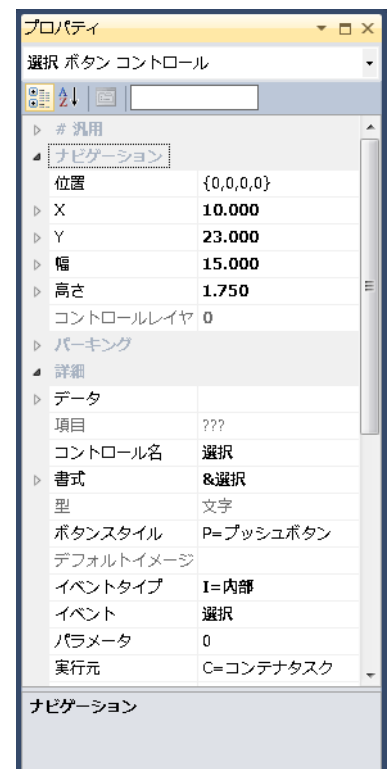 プロパティ
選択 ボタン コントロール
# 汎用
ナビゲーション
位置 {0,0,0,0}
X 10.000
Y 23.000
幅 15.000
高さ 1.750
コントロールレイヤ 0
パーキング
詳細
データ
項目 ???
コントロール名 選択
書式 &選択
型 文字
ボタンスタイル P=プッシュボタン
デフォルトイメージ
イベントタイプ I=内部
イベント 選択
パラメータ 0
実行元 C=コンテナタスク
ナビゲーション